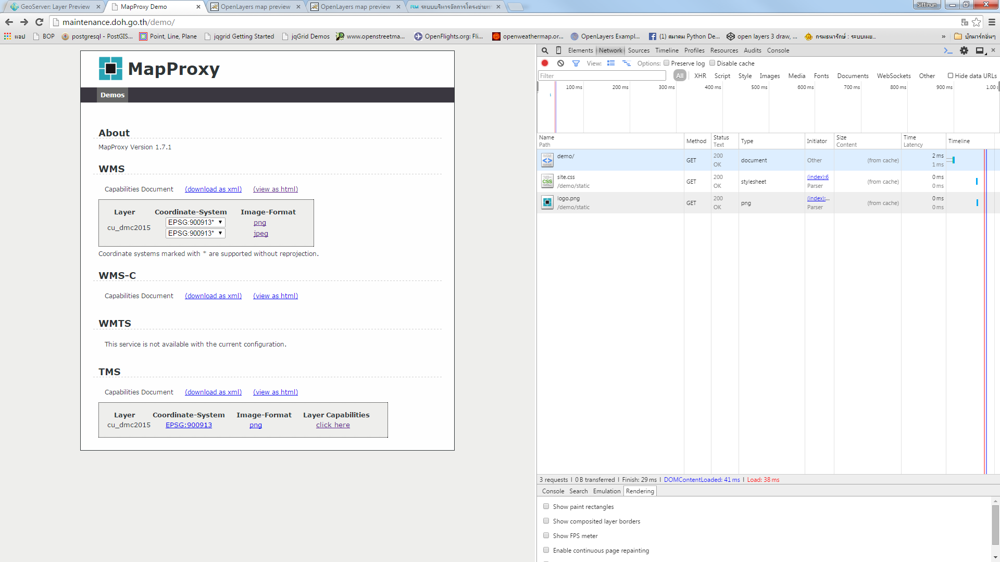 GeoServer: Layer Preview
MapProxy Demo
OpenLayers map preview
OpenLayers map preview
RM ระบบบริหารจัดการโครงข่ายทา
Sittinun
maintenance.doh.go.th/demo/
แอป
BOP
postgresql - PostGIS...
Point, Line, Plane
jqgrid Getting Started
jqGrid Demos
www.openstreetma...
OpenFlights.org: Fli...
openweathermap.or...
OpenLayers Exampl...
(1) สมาคม Python De...
open layers 3 draw, ...
กรมธนารักษ์ : ระบบเผย...
»
บุ๊กมาร์กอื่นๆ
MapProxy
Demos
About
MapProxy Version 1.7.1
WMS
Capabilities Document (download as xml) (view as html)
Layer Coordinate-System Image-Format
cu_dmc2015
EPSG:900913* png
EPSG:900913* jpeg
Coordinate systems marked with * are supported without reprojection.
WMS-C
Capabilities Document (download as xml) (view as html)
WMTS
This service is not available with the current configuration.
TMS
Capabilities Document (download as xml) (view as html)
Layer Coordinate-System Image-Format Layer Capabilities
cu_dmc2015 EPSG:900913 png click here
Elements Network Sources Timeline Profiles Resources Audits Console
View: Options: Preserve log Disable cache
Filter All XHR Script Style Images Media Fonts Documents WebSockets Other Hide data URLs
100 ms 200 ms 300 ms 400 ms 500 ms 600 ms 700 ms 800 ms 900 ms 1.00 s
Name Path Method Status Text Type Initiator Size Content Time Latency Timeline
demo/ GET 200 OK document Other (from cache) 2 ms 1 ms
site.css /demo/static GET 200 OK stylesheet (index):6 Parser (from cache) 0 ms 0 ms
logo.png /demo/static GET 200 OK png (index):... Parser (from cache) 0 ms 0 ms
3 requests | 0 B transferred | Finish: 29 ms | DOMContentLoaded: 41 ms | Load: 38 ms
Console Search Emulation Rendering
Show paint rectangles
Show composited layer borders
Show FPS meter
Enable continuous page repainting